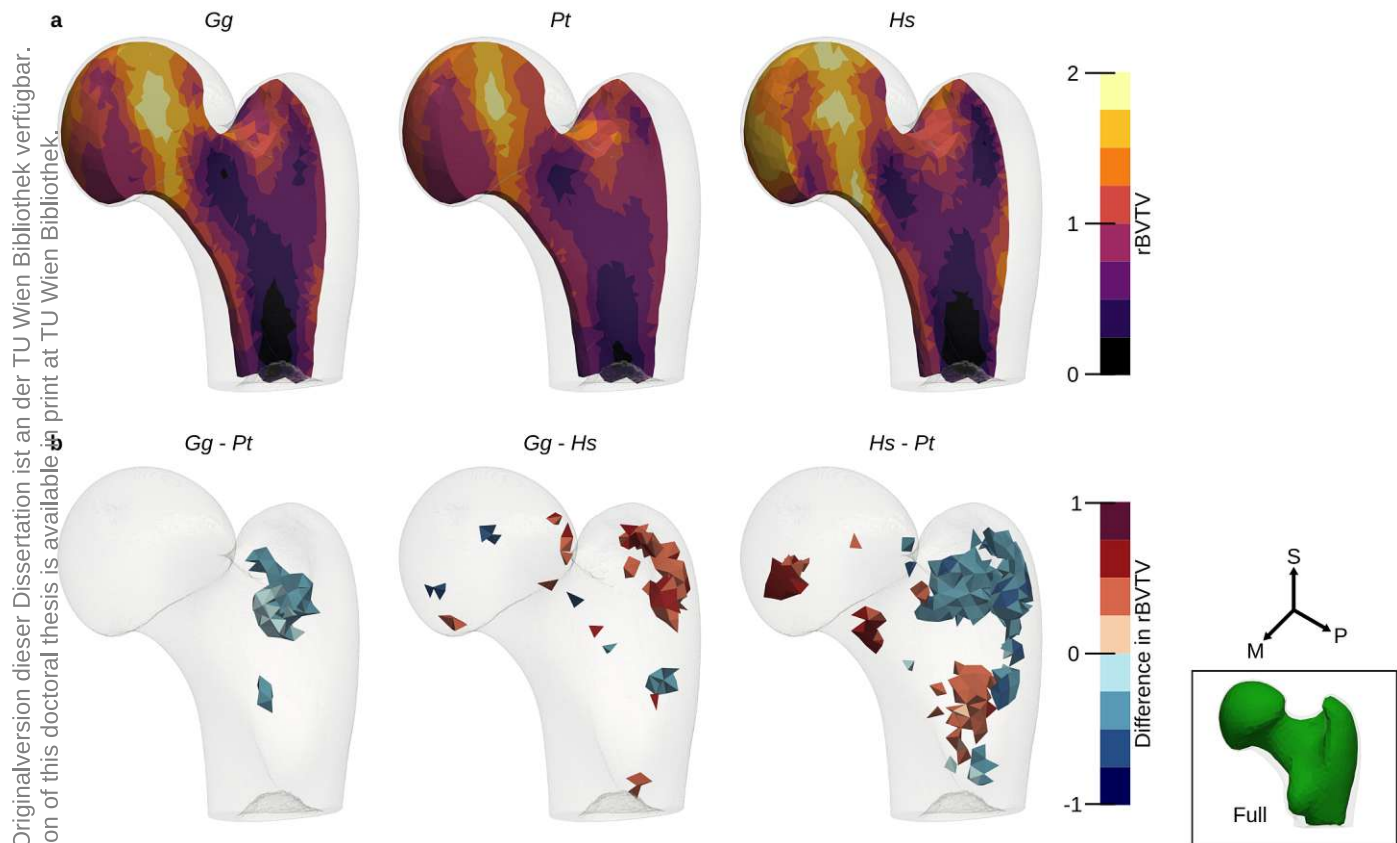 a
Gg
Pt
Hs
2
1
0
rBVTV
b
Gg - Pt
Gg - Hs
Hs - Pt
1
0
-1
Difference in rBVTV
S
M
P
Full
Originalversion dieser Dissertation ist an der TU Wien Bibliothek verfügbar.
on of this doctoral thesis is available in print at TU Wien Bibliothek.